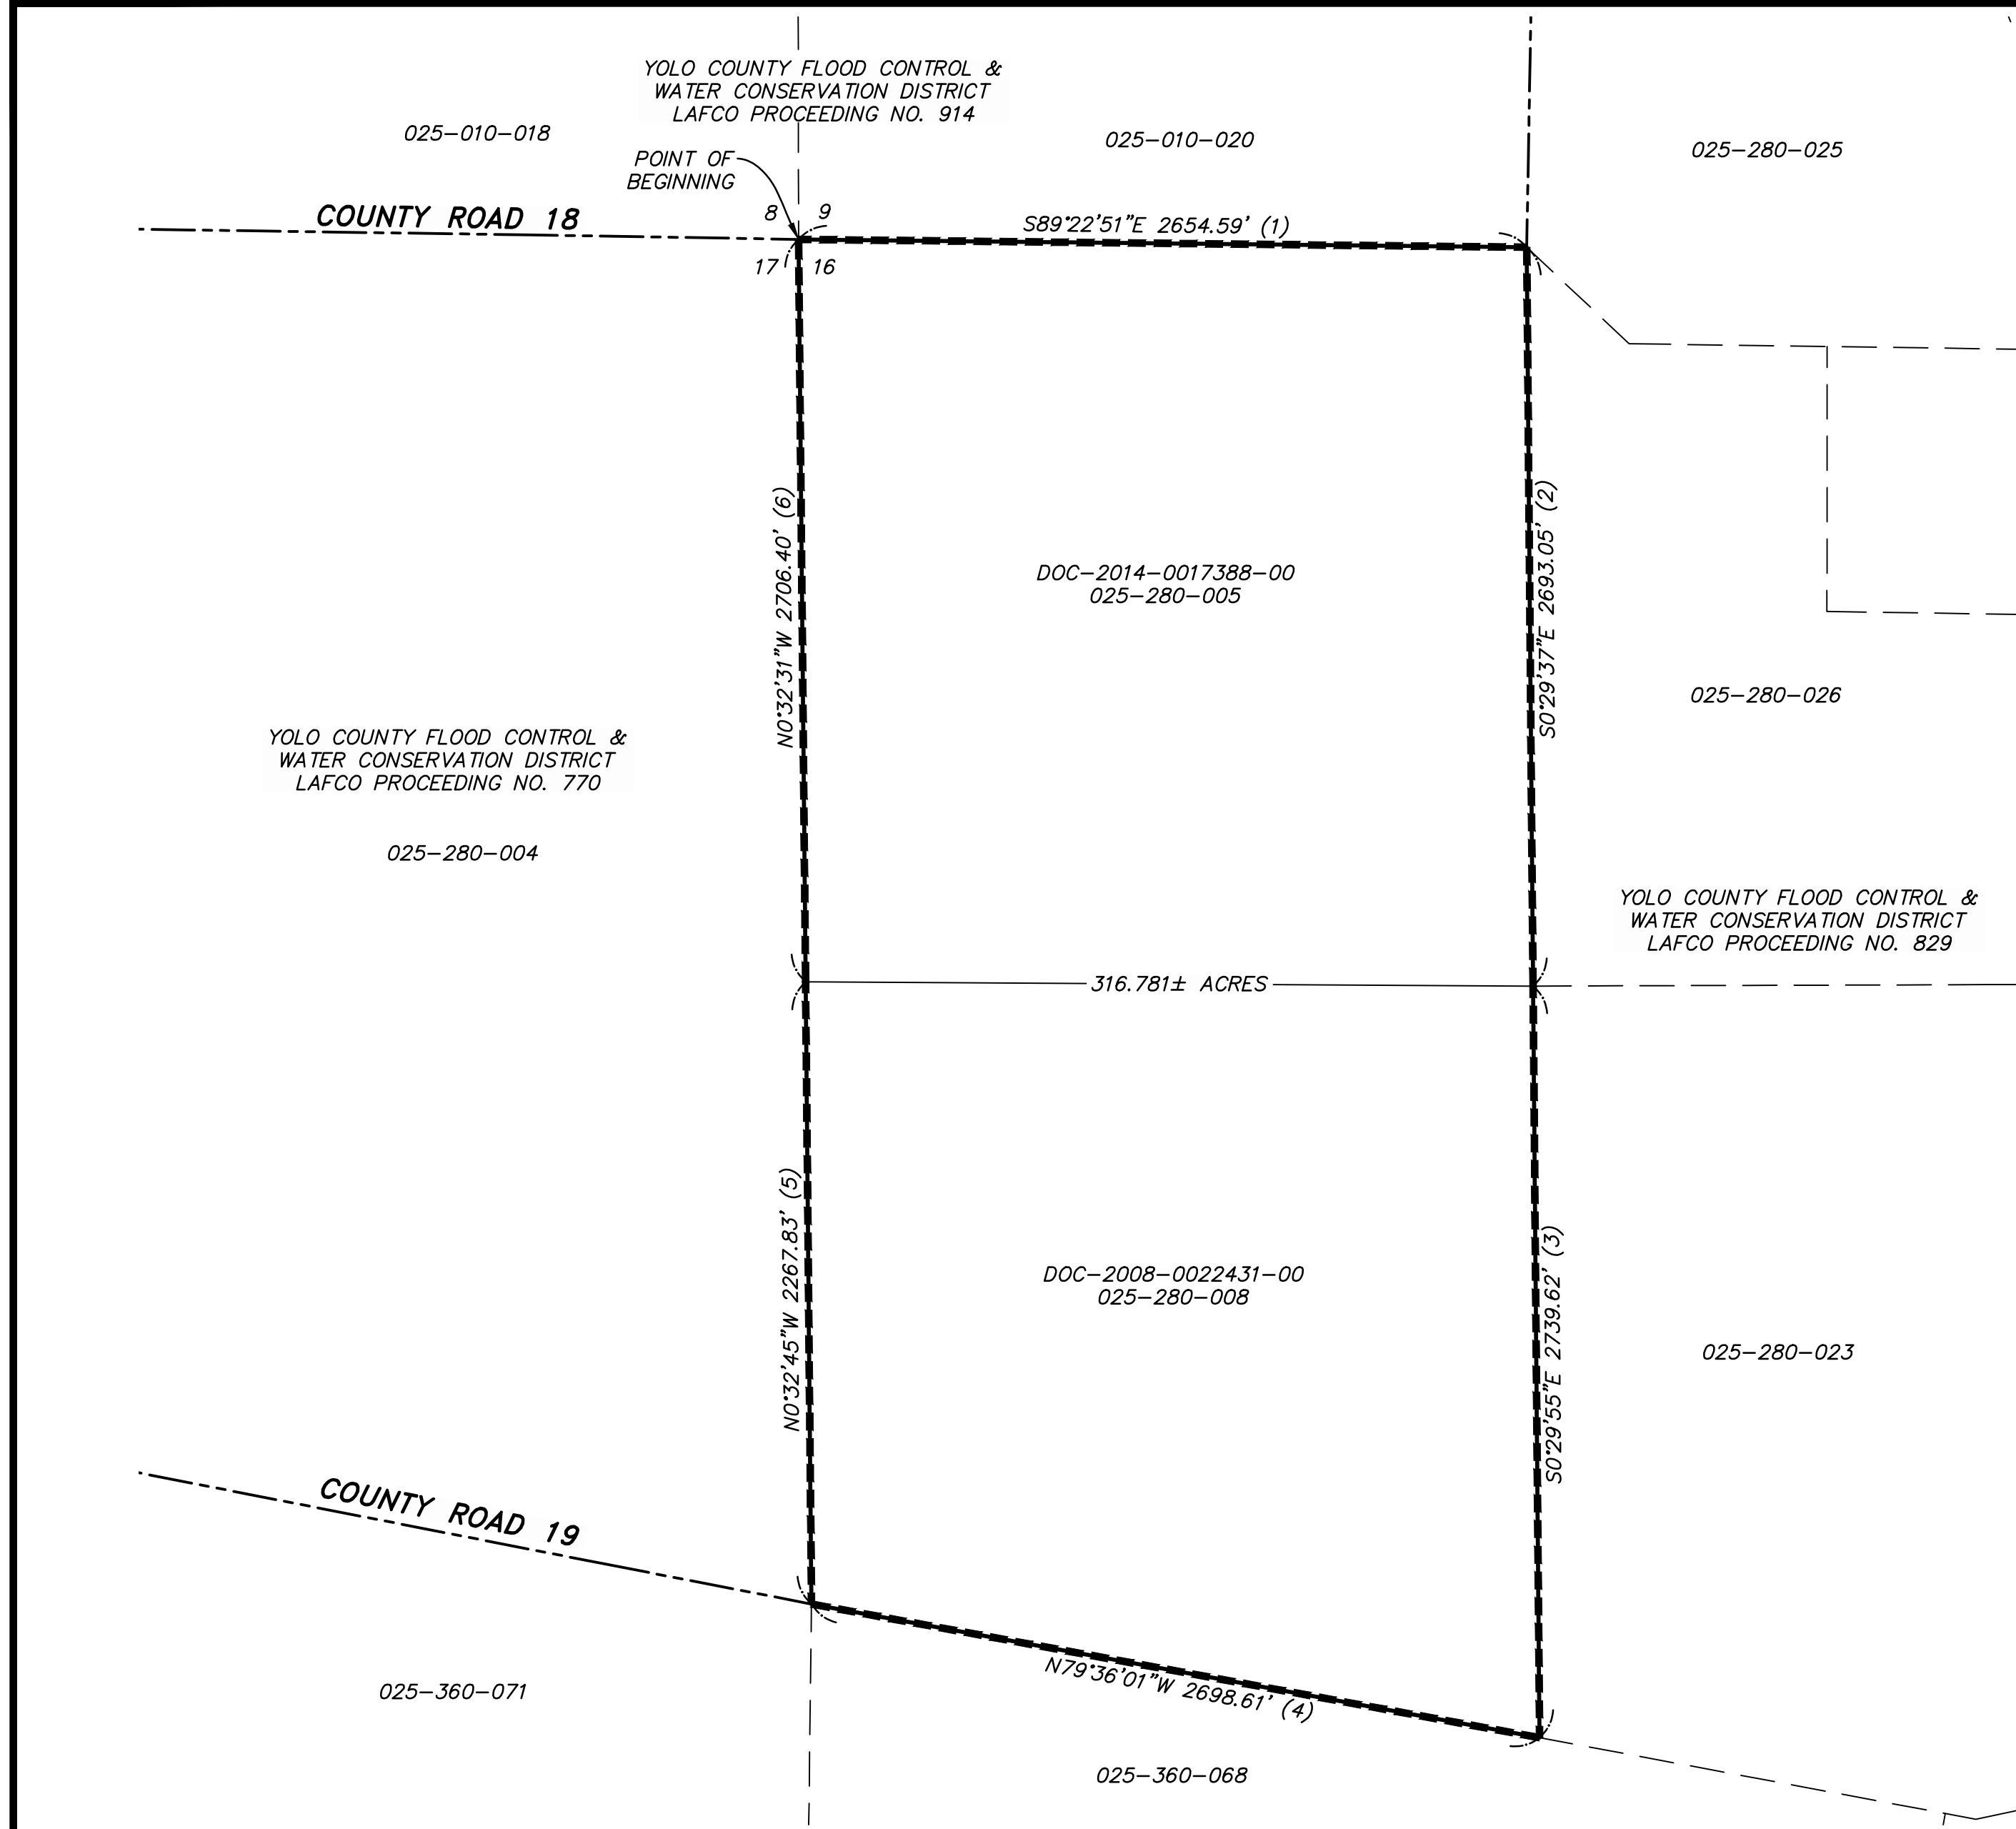 YOLO COUNTY FLOOD CONTROL &
WATER CONSERVATION DISTRICT
LAFCO PROCEEDING NO. 914
025-010-018
025-010-020
025-280-025
POINT OF
BEGINNING
COUNTY ROAD 18
8 9
17 16
S89°22'51"E 2654.59' (1)
N0°32'31"W 2706.40' (6)
S0°29'37"E 2693.05' (2)
DOC-2014-0017388-00
025-280-005
025-280-026
YOLO COUNTY FLOOD CONTROL &
WATER CONSERVATION DISTRICT
LAFCO PROCEEDING NO. 770
025-280-004
YOLO COUNTY FLOOD CONTROL &
WATER CONSERVATION DISTRICT
LAFCO PROCEEDING NO. 829
316.781± ACRES
N0°32'45"W 2267.83' (5)
S0°29'55"E 2739.62' (3)
DOC-2008-0022431-00
025-280-008
025-280-023
COUNTY ROAD 19
N79°36'01"W 2698.61' (4)
025-360-071
025-360-068